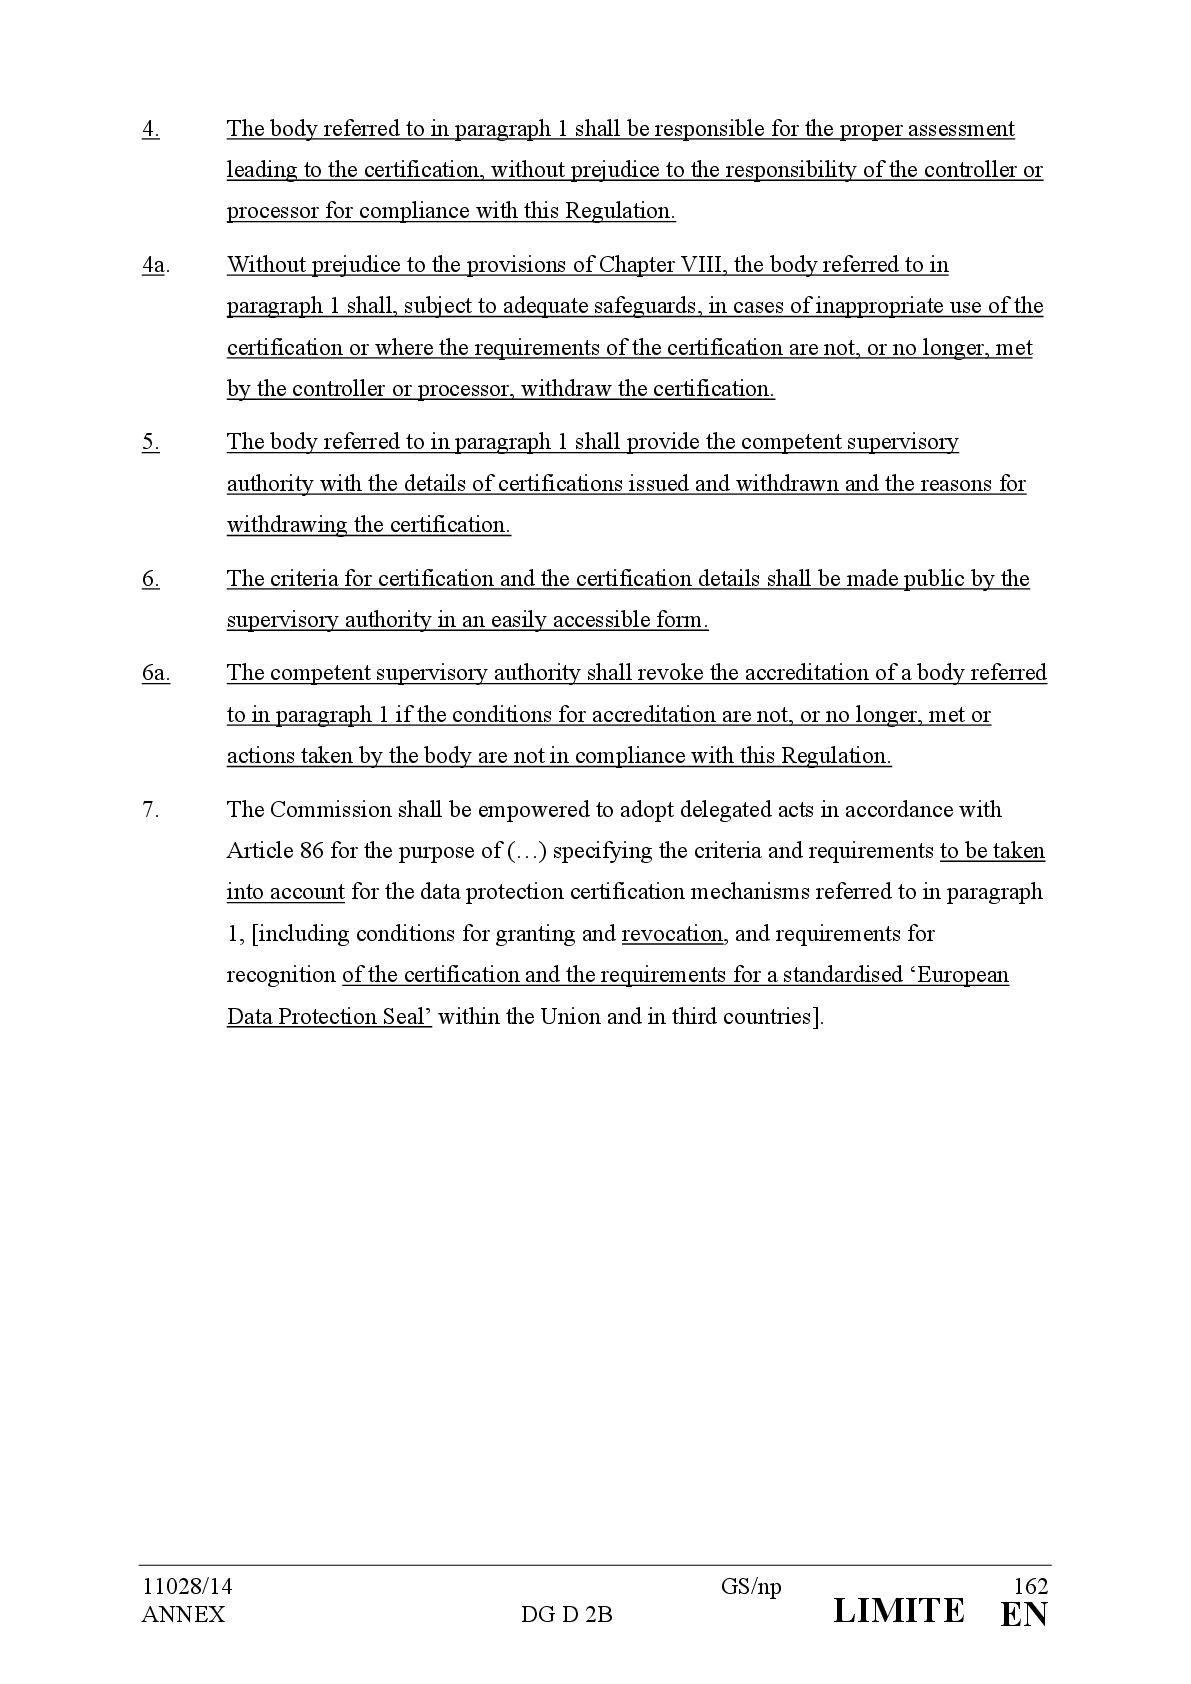 4. The body referred to in paragraph 1 shall be responsible for the proper assessment
leading to the certification, without prejudice to the responsibility of the controller or
processor for compliance with this Regulation.
4a. Without prejudice to the provisions of Chapter VIII, the body referred to in
paragraph 1 shall, subject to adequate safeguards, in cases of inappropriate use of the
certification or where the requirements of the certification are not, or no longer, met
by the controller or processor, withdraw the certification.
5. The body referred to in paragraph 1 shall provide the competent supervisory
authority with the details of certifications issued and withdrawn and the reasons for
withdrawing the certification.
6. The criteria for certification and the certification details shall be made public by the
supervisory authority in an easily accessible form.
6a. The competent supervisory authority shall revoke the accreditation of a body referred
to in paragraph 1 if the conditions for accreditation are not, or no longer, met or
actions taken by the body are not in compliance with this Regulation.
7. The Commission shall be empowered to adopt delegated acts in accordance with
Article 86 for the purpose of (…) specifying the criteria and requirements to be taken
into account for the data protection certification mechanisms referred to in paragraph
1, [including conditions for granting and revocation, and requirements for
recognition of the certification and the requirements for a standardised ‘European
Data Protection Seal’ within the Union and in third countries].
11028/14 GS/np 162
ANNEX DG D 2B LIMITE EN